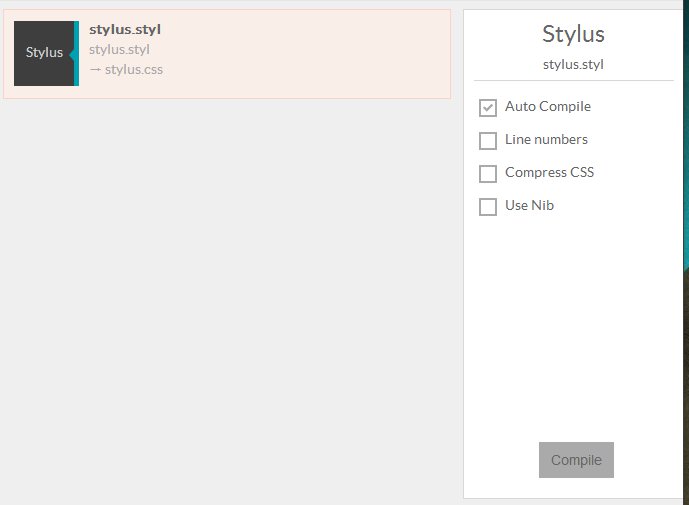 Stylus
stylus.styl
stylus.styl
→ stylus.css
Stylus
stylus.styl
Auto Compile
Line numbers
Compress CSS
Use Nib
Compile